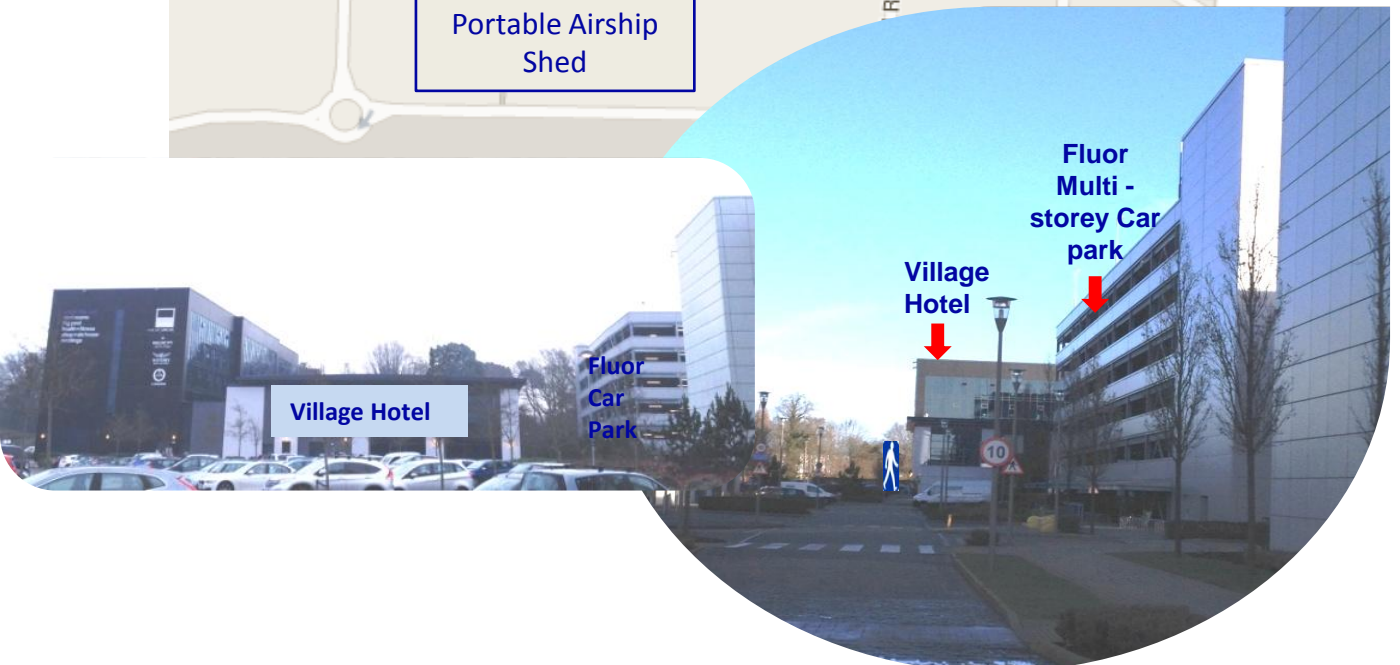 Portable Airship
Shed
R
Fluor
Multi -
storey Car
park
Village
Hotel
Fluor
Car
Park
Village Hotel
10